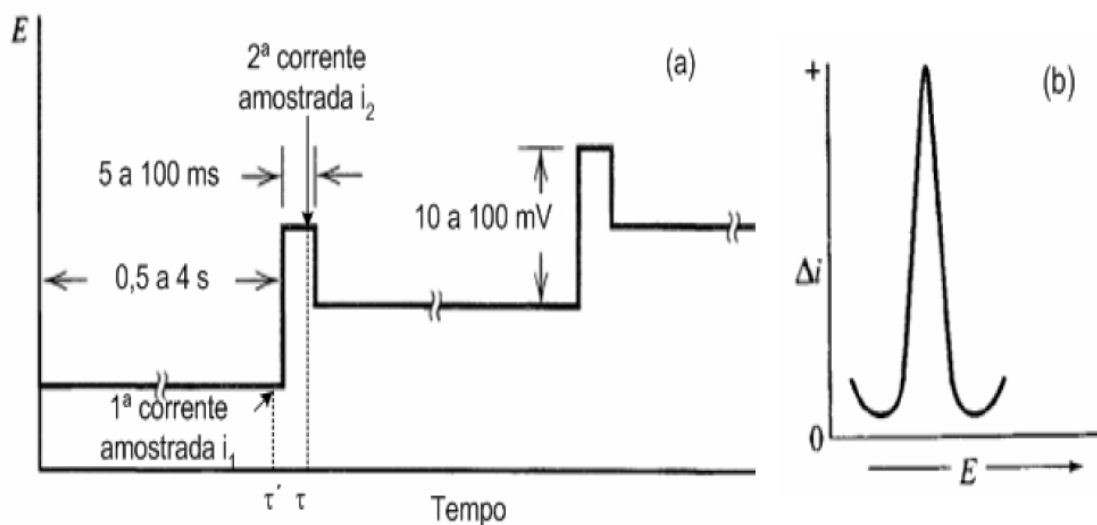 E
2ª corrente
amostrada i₂
(a)
5 a 100 ms
10 a 100 mV
0,5 a 4 s
1ª corrente
amostrada i₁
τ´ τ
Tempo
(b)
+
Δi
0
E